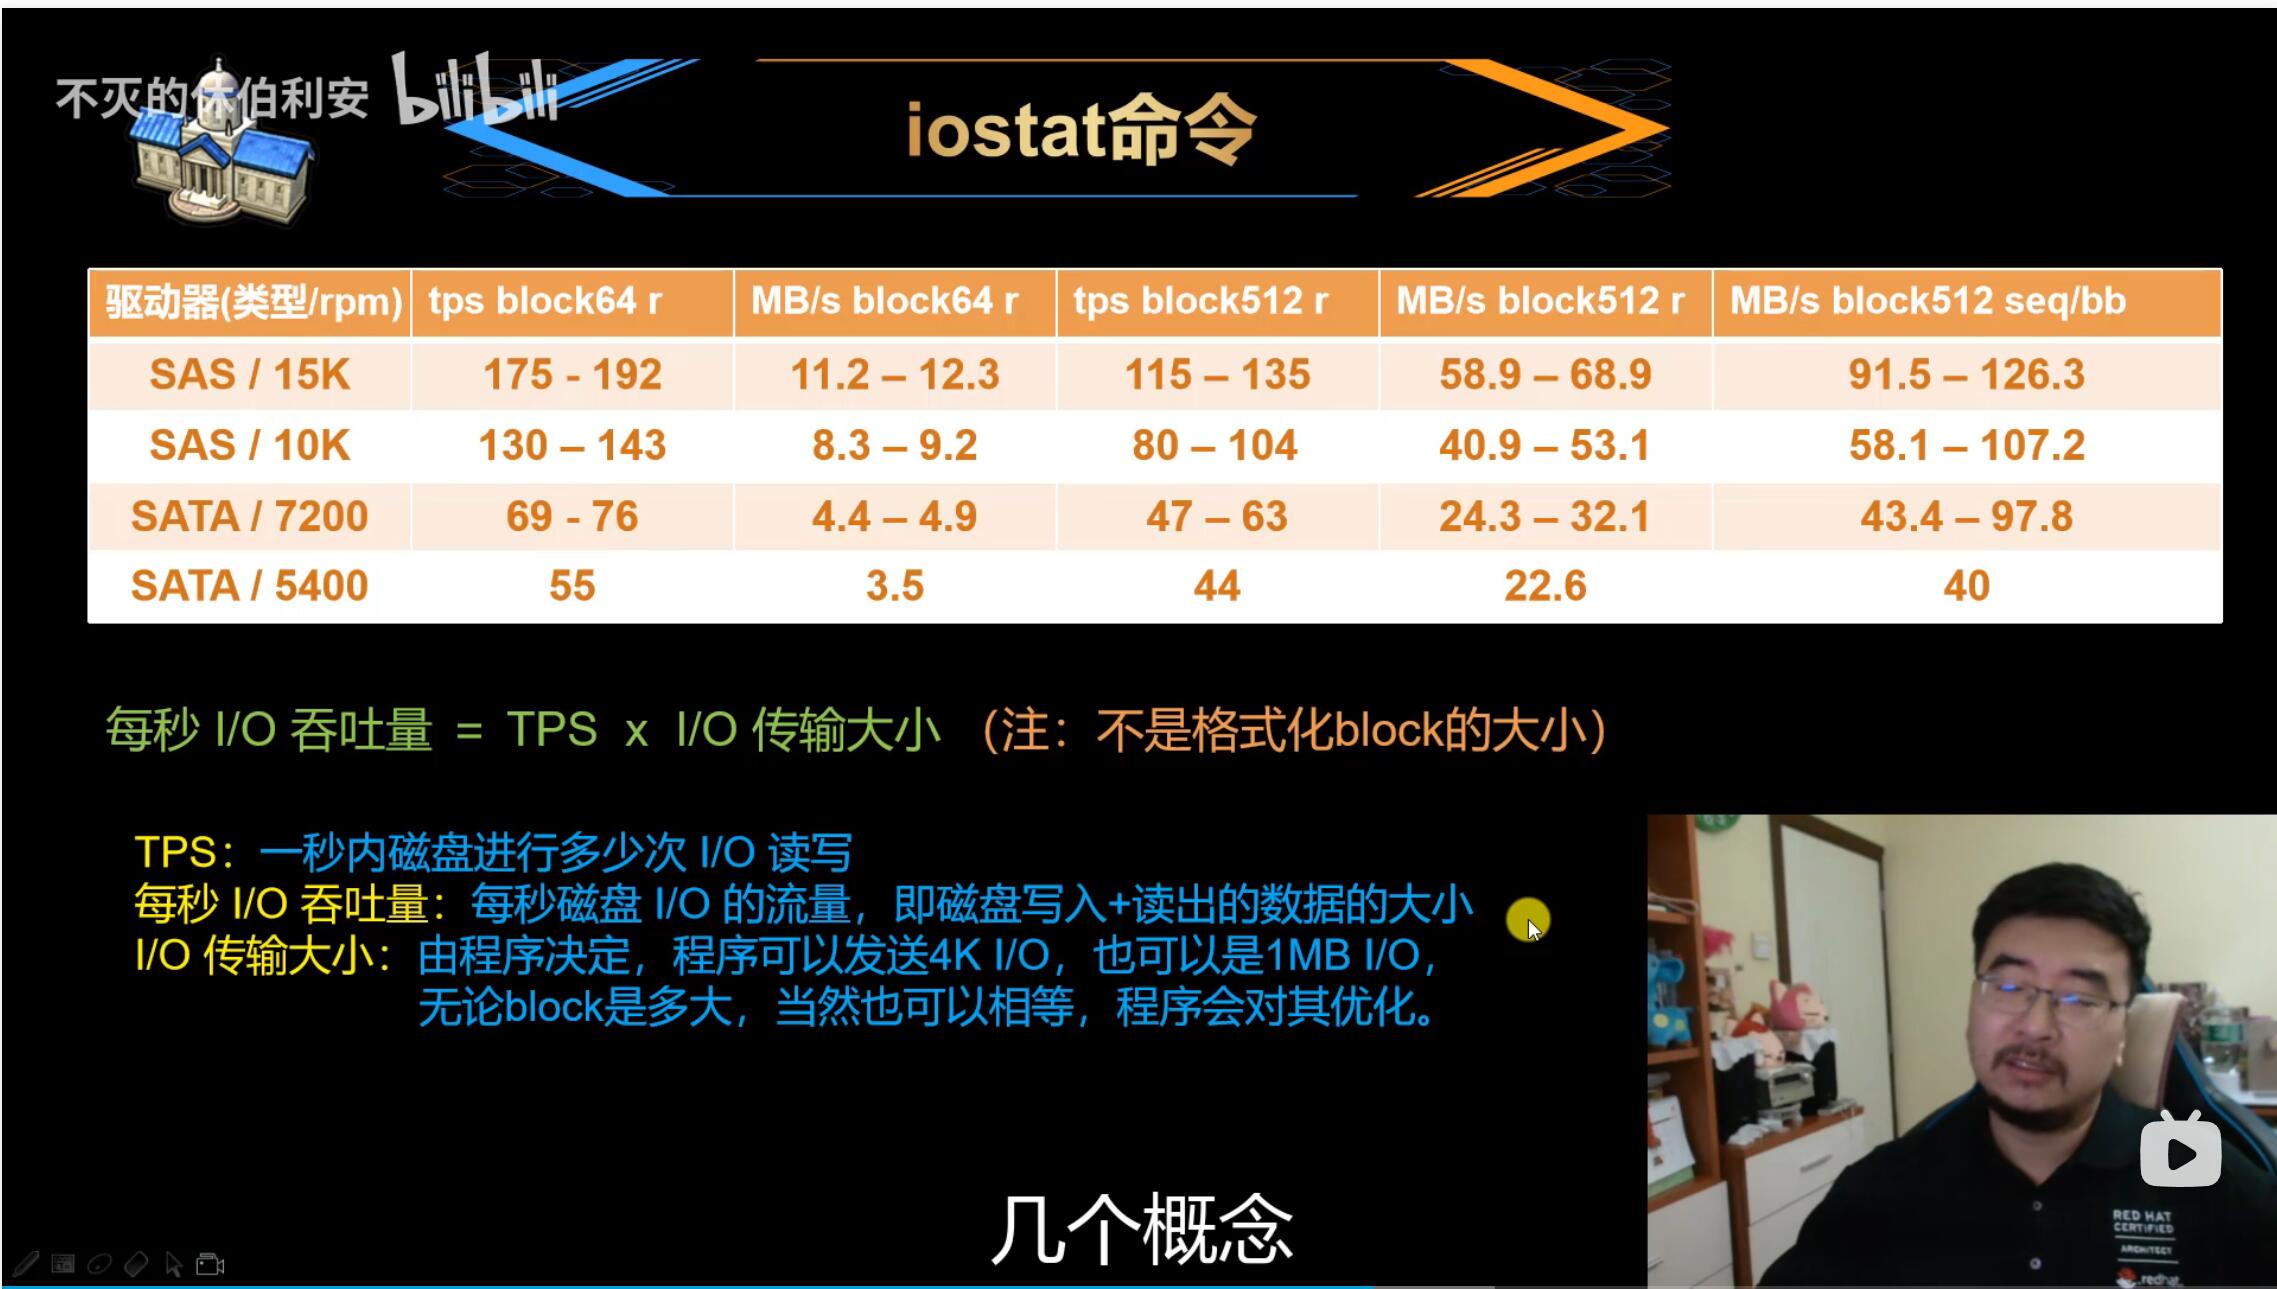 不灭的休伯利安 bilibili
iostat命令
驱动器(类型/rpm) tps block64 r MB/s block64 r tps block512 r MB/s block512 r MB/s block512 seq/bb
SAS / 15K 175 - 192 11.2 – 12.3 115 – 135 58.9 – 68.9 91.5 – 126.3
SAS / 10K 130 – 143 8.3 – 9.2 80 – 104 40.9 – 53.1 58.1 – 107.2
SATA / 7200 69 - 76 4.4 – 4.9 47 – 63 24.3 – 32.1 43.4 – 97.8
SATA / 5400 55 3.5 44 22.6 40
每秒 I/O 吞吐量 = TPS x I/O 传输大小 （注：不是格式化block的大小）
TPS：一秒内磁盘进行多少次 I/O 读写
每秒 I/O 吞吐量：每秒磁盘 I/O 的流量，即磁盘写入+读出的数据的大小
I/O 传输大小：由程序决定，程序可以发送4K I/O，也可以是1MB I/O，
无论block是多大，当然也可以相等，程序会对其优化。
几个概念
RED HAT
CERTIFIED
ARCHITECT
redhat.